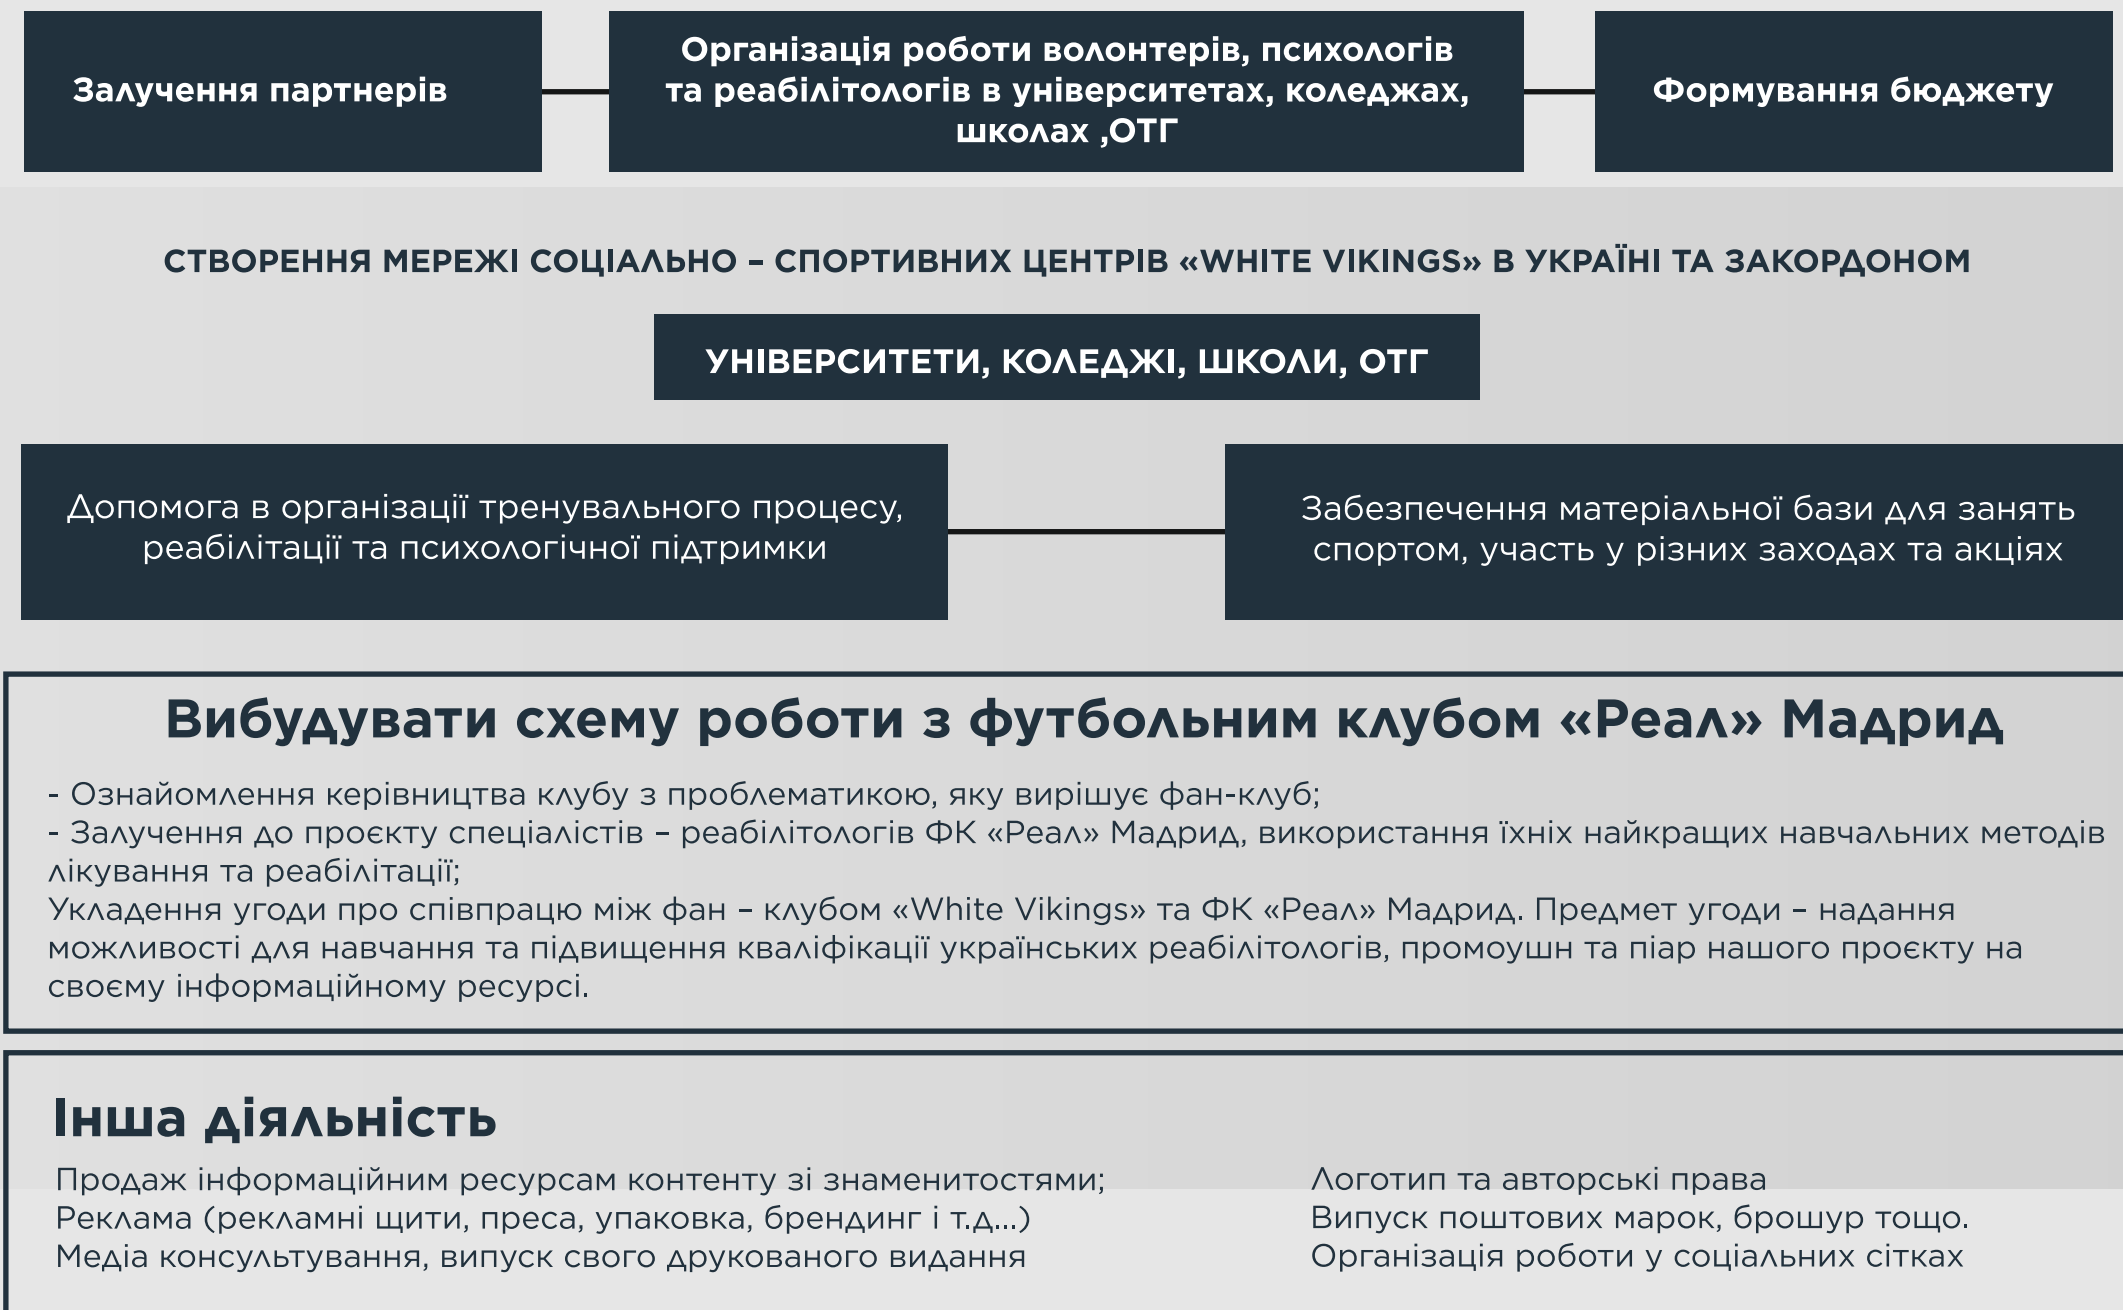 Залучення партнерів
Організація роботи волонтерів, психологів
та реабілітологів в університетах, коледжах,
школах ,ОТГ
Формування бюджету
СТВОРЕННЯ МЕРЕЖІ СОЦІАЛЬНО – СПОРТИВНИХ ЦЕНТРІВ «WHITE VIKINGS» В УКРАЇНІ ТА ЗАКОРДОНОМ
УНІВЕРСИТЕТИ, КОЛЕДЖІ, ШКОЛИ, ОТГ
Допомога в організації тренувального процесу,
реабілітації та психологічної підтримки
Забезпечення матеріальної бази для занять
спортом, участь у різних заходах та акціях
Вибудувати схему роботи з футбольним клубом «Реал» Мадрид
- Ознайомлення керівництва клубу з проблематикою, яку вирішує фан-клуб;
- Залучення до проєкту спеціалістів – реабілітологів ФК «Реал» Мадрид, використання їхніх найкращих навчальних методів
лікування та реабілітації;
Укладення угоди про співпрацю між фан – клубом «White Vikings» та ФК «Реал» Мадрид. Предмет угоди – надання
можливості для навчання та підвищення кваліфікації українських реабілітологів, промоушн та піар нашого проєкту на
своєму інформаційному ресурсі.
Інша діяльність
Продаж інформаційним ресурсам контенту зі знаменитостями;
Реклама (рекламні щити, преса, упаковка, брендинг і т.д...)
Медіа консультування, випуск свого друкованого видання
Логотип та авторські права
Випуск поштових марок, брошур тощо.
Організація роботи у соціальних сітках